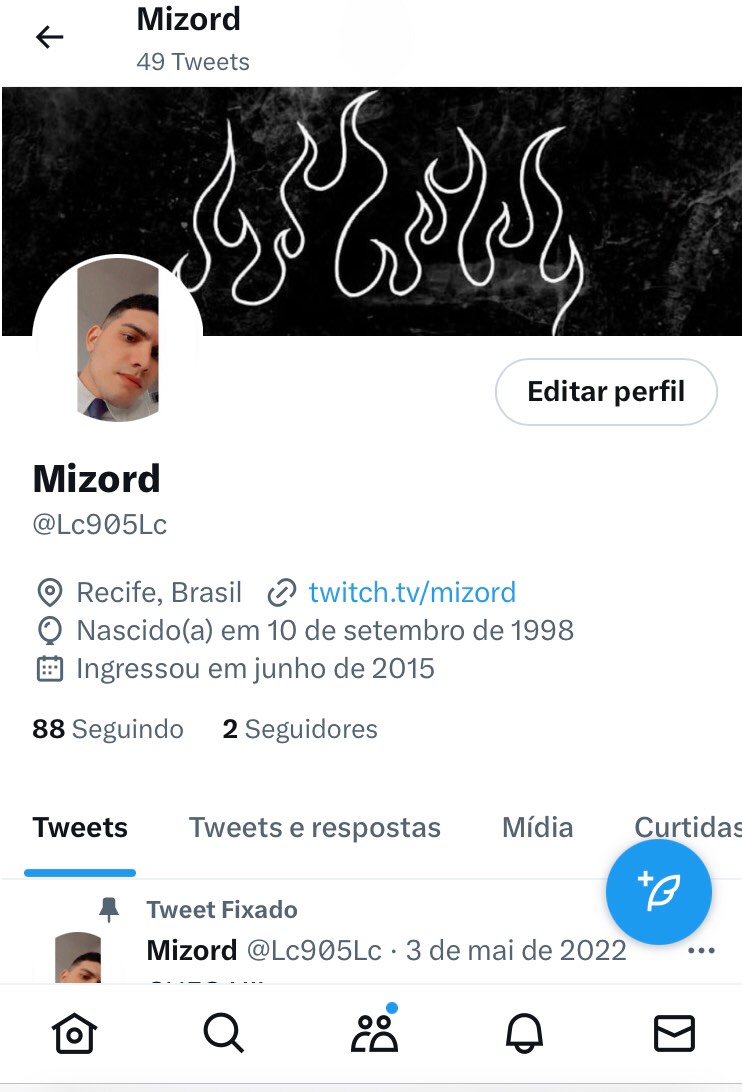 Mizord
49 Tweets
Editar perfil
Mizord
@Lc905Lc
Recife, Brasil twitch.tv/mizord
Nascido(a) em 10 de setembro de 1998
Ingressou em junho de 2015
88 Seguindo 2 Seguidores
Tweets Tweets e respostas Mídia Curtidas
Tweet Fixado
Mizord @Lc905Lc · 3 de mai de 2022